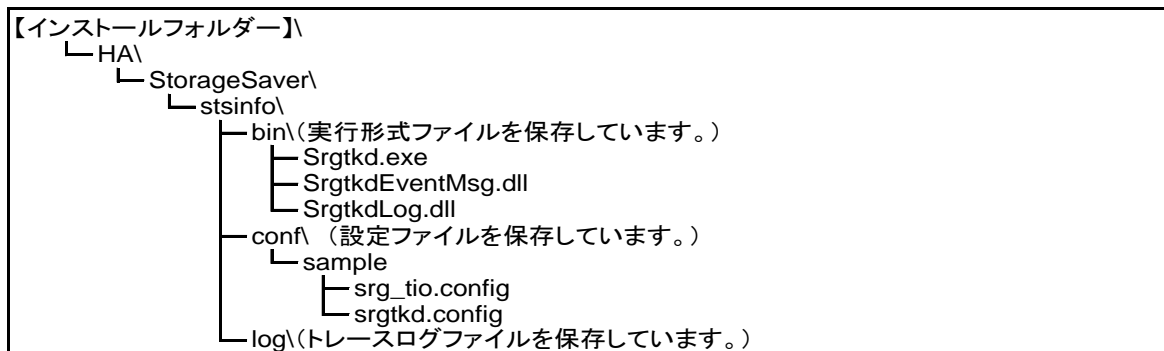 【インストールフォルダー】\
HA\
StorageSaver\
stsinfo\
bin\（実行形式ファイルを保存しています。）
Srgtkd.exe
SrgtkdEventMsg.dll
SrgtkdLog.dll
conf\ （設定ファイルを保存しています。）
sample
srg_tio.config
srgtkd.config
log\（トレースログファイルを保存しています。）